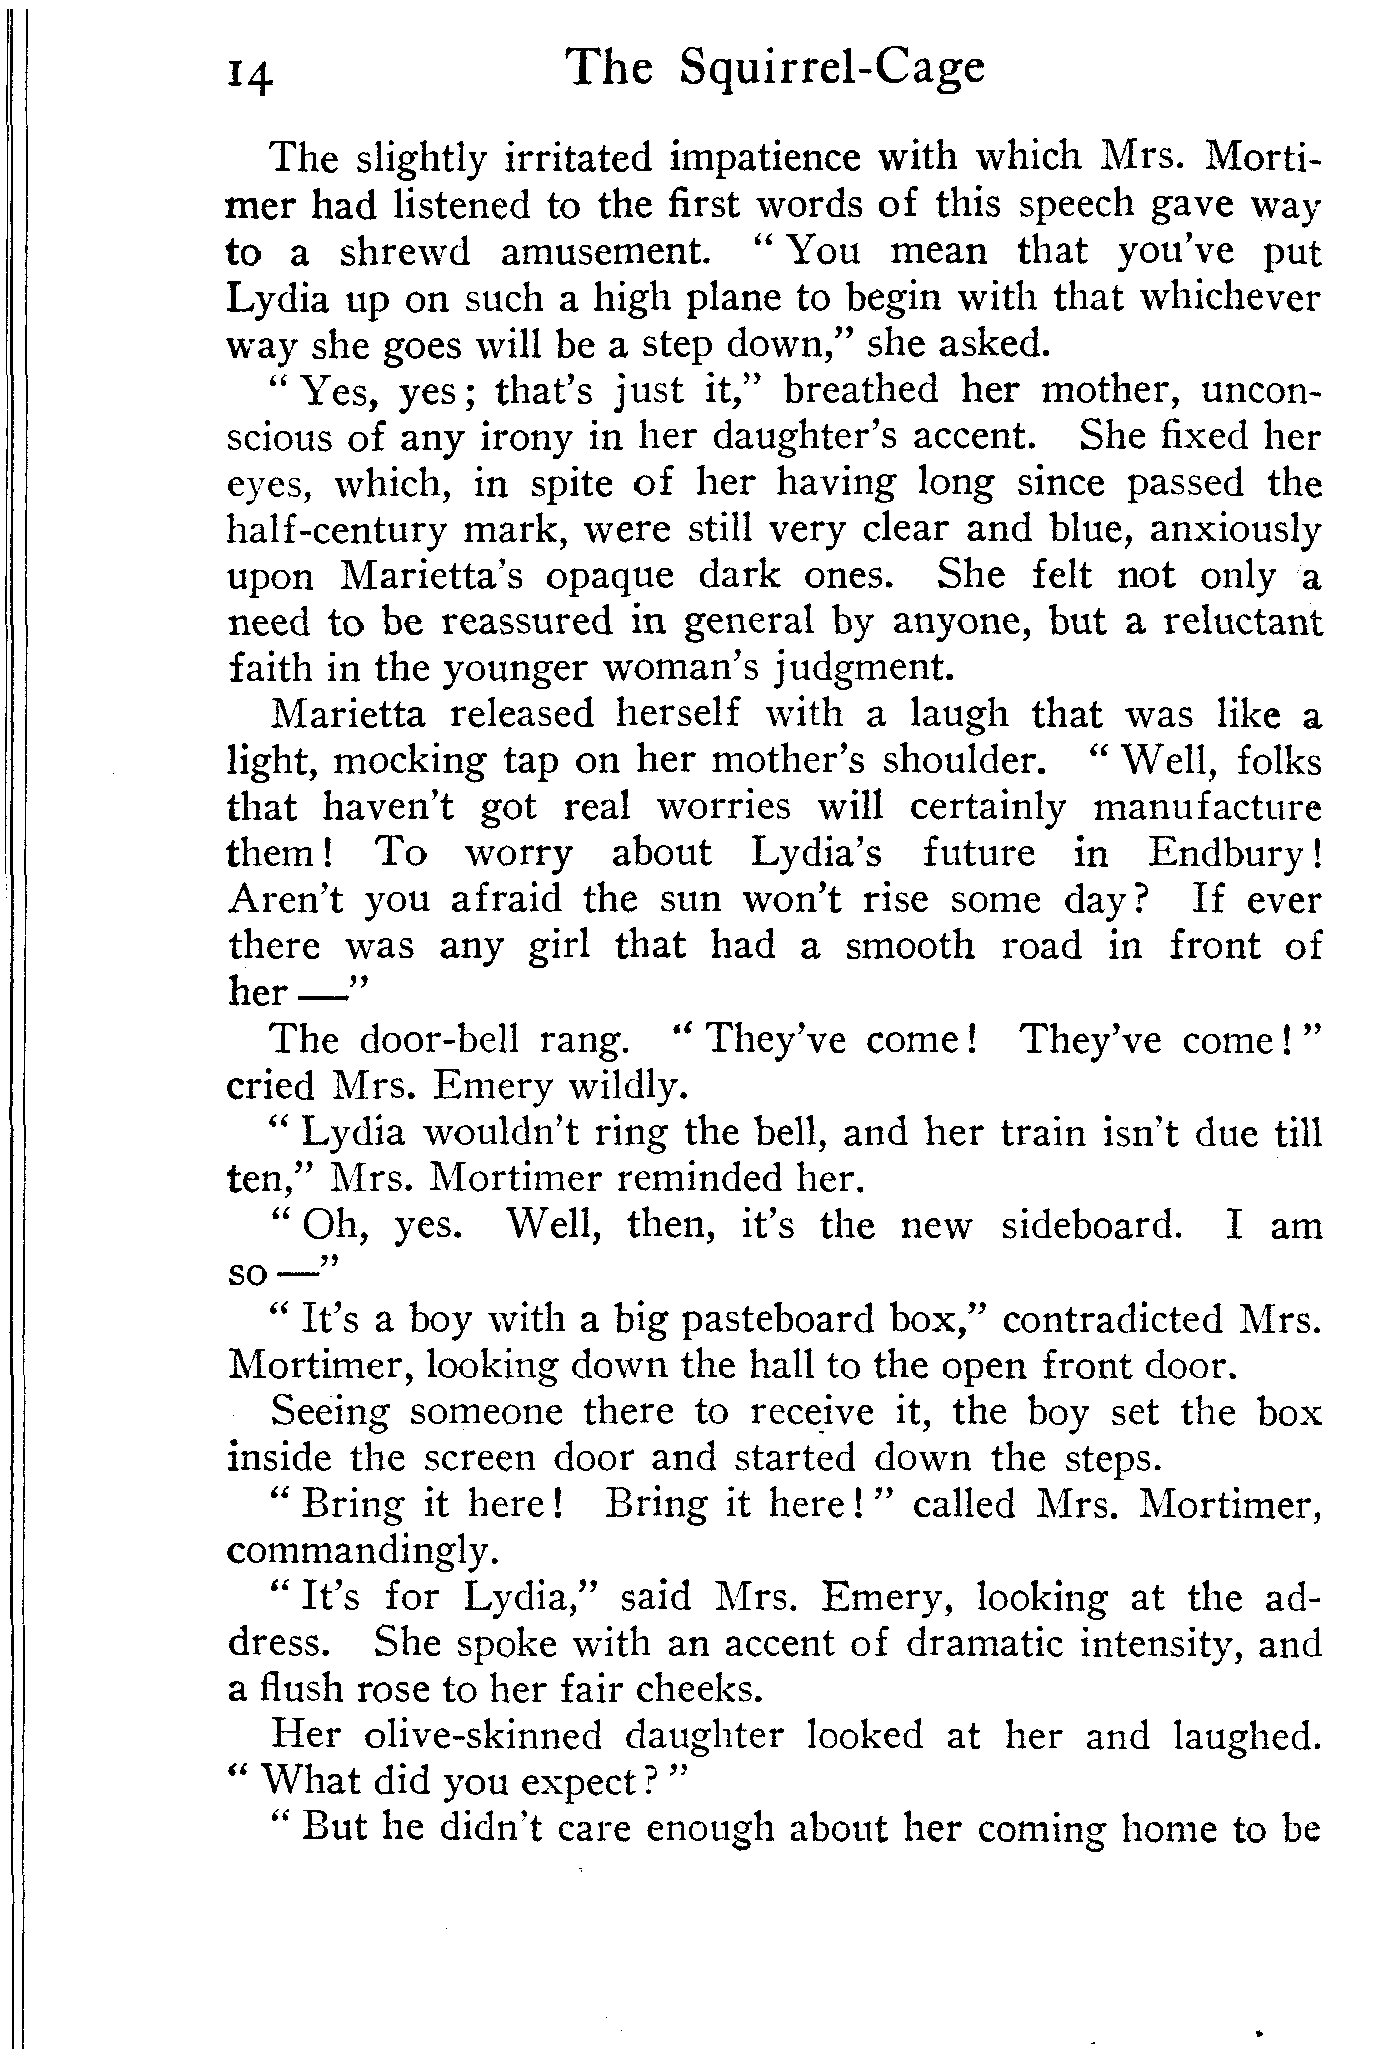 14 The Squirrel-Cage
The slightly irritated impatience with which Mrs. Morti-
mer had listened to the first words of this speech gave way
to a shrewd amusement. "You mean that you've put
Lydia up on such a high plane to begin with that whichever
way she goes will be a step down," she asked.
"Yes, yes; that's just it," breathed her mother, uncon-
scious of any irony in her daughter's accent. She fixed her
eyes, which, in spite of her having long since passed the
half-century mark, were still very clear and blue, anxiously
upon Marietta's opaque dark ones. She felt not only a
need to be reassured in general by anyone, but a reluctant
faith in the younger woman's judgment.
Marietta released herself with a laugh that was like a
light, mocking tap on her mother's shoulder. "Well, folks
that haven't got real worries will certainly manufacture
them! To worry about Lydia's future in Endbury!
Aren't you afraid the sun won't rise some day? If ever
there was any girl that had a smooth road in front of
her—"
The door-bell rang. "They've come! They've come!"
cried Mrs. Emery wildly.
"Lydia wouldn't ring the bell, and her train isn't due till
ten," Mrs. Mortimer reminded her.
"Oh, yes. Well, then, it's the new sideboard. I am
so—"
"It's a boy with a big pasteboard box," contradicted Mrs.
Mortimer, looking down the hall to the open front door.
Seeing someone there to receive it, the boy set the box
inside the screen door and started down the steps.
"Bring it here! Bring it here!" called Mrs. Mortimer,
commandingly.
"It's for Lydia," said Mrs. Emery, looking at the ad-
dress. She spoke with an accent of dramatic intensity, and
a flush rose to her fair cheeks.
Her olive-skinned daughter looked at her and laughed.
"What did you expect?"
"But he didn't care enough about her coming home to be